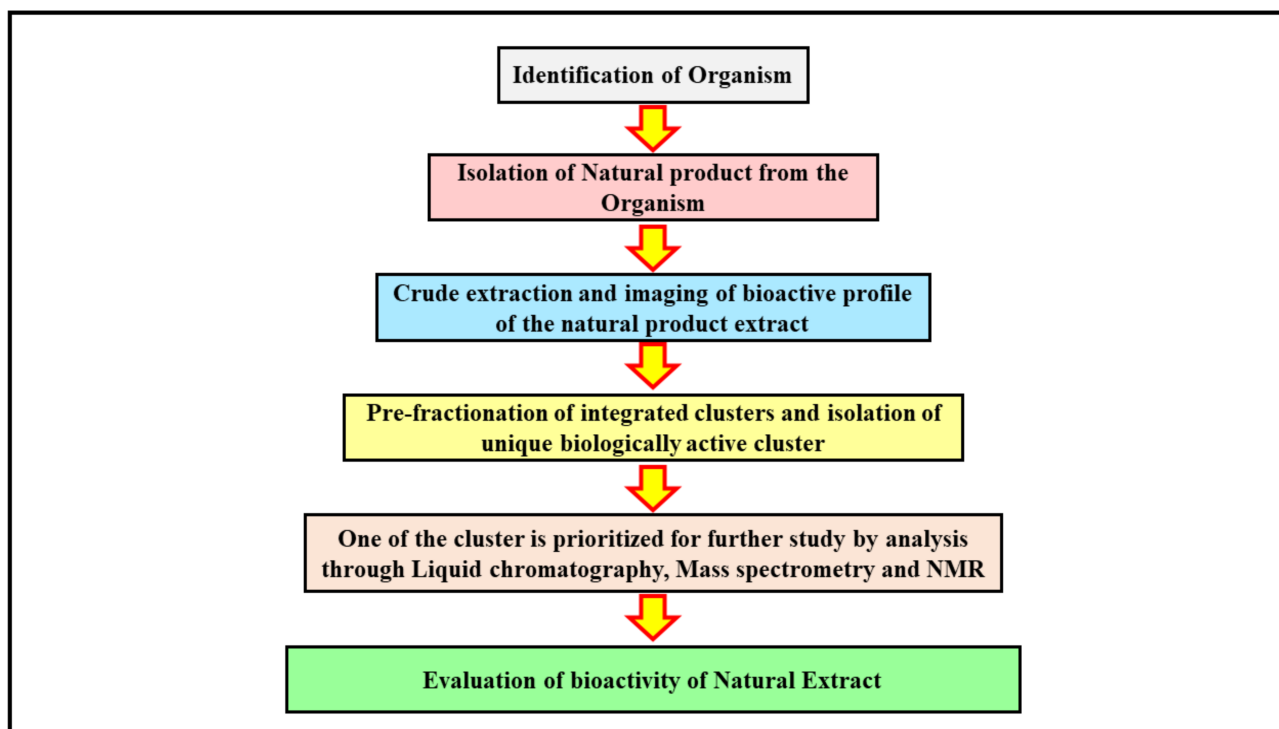 Identification of Organism
Isolation of Natural product from the
Organism
Crude extraction and imaging of bioactive profile
of the natural product extract
Pre-fractionation of integrated clusters and isolation of
unique biologically active cluster
One of the cluster is prioritized for further study by analysis
through Liquid chromatography, Mass spectrometry and NMR
Evaluation of bioactivity of Natural Extract